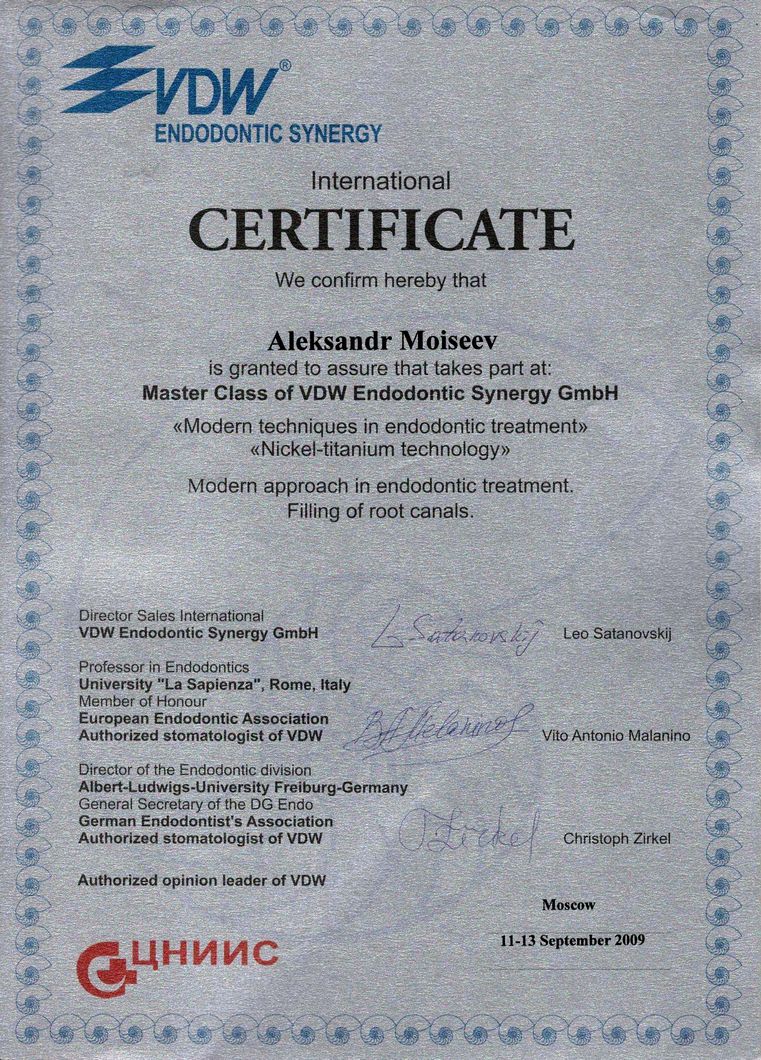 VDW®
ENDODONTIC SYNERGY
International
CERTIFICATE
We confirm hereby that
Aleksandr Moiseev
is granted to assure that takes part at:
Master Class of VDW Endodontic Synergy GmbH
«Modern techniques in endodontic treatment»
«Nickel-titanium technology»
Modern approach in endodontic treatment.
Filling of root canals.
Director Sales International
VDW Endodontic Synergy GmbH
L Satanovskij
Leo Satanovskij
Professor in Endodontics
University "La Sapienza", Rome, Italy
Member of Honour
European Endodontic Association
Authorized stomatologist of VDW
Vito Antonio Malanino
Director of the Endodontic division
Albert-Ludwigs-University Freiburg-Germany
General Secretary of the DG Endo
German Endodontist's Association
Authorized stomatologist of VDW
Zirkel
Christoph Zirkel
Authorized opinion leader of VDW
Moscow
11-13 September 2009
ЦНИИС